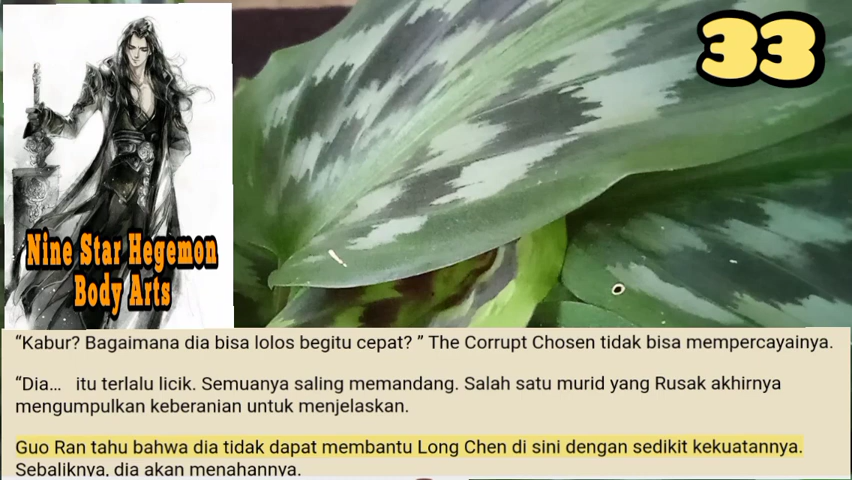 33
Nine Star Hegemon
Body Arts
“Kabur? Bagaimana dia bisa lolos begitu cepat? ” The Corrupt Chosen tidak bisa mempercayainya.
“Dia… itu terlalu licik. Semuanya saling memandang. Salah satu murid yang Rusak akhirnya
mengumpulkan keberanian untuk menjelaskan.
Guo Ran tahu bahwa dia tidak dapat membantu Long Chen di sini dengan sedikit kekuatannya.
Sebaliknya, dia akan menahannya.